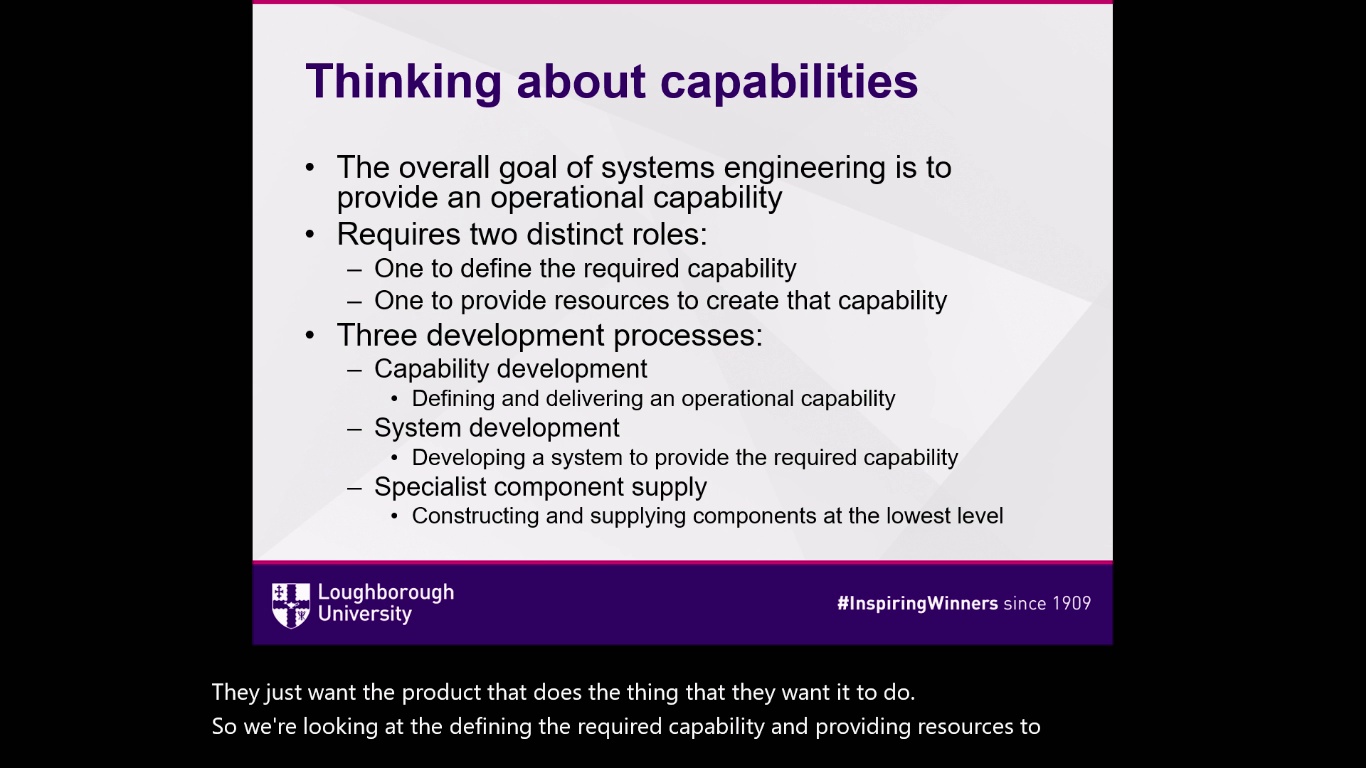 Thinking about capabilities
• The overall goal of systems engineering is to
provide an operational capability
• Requires two distinct roles:
– One to define the required capability
– One to provide resources to create that capability
• Three development processes:
– Capability development
• Defining and delivering an operational capability
– System development
• Developing a system to provide the required capability
– Specialist component supply
• Constructing and supplying components at the lowest level
Loughborough
University
#InspiringWinners since 1909
They just want the product that does the thing that they want it to do.
So we're looking at the defining the required capability and providing resources to